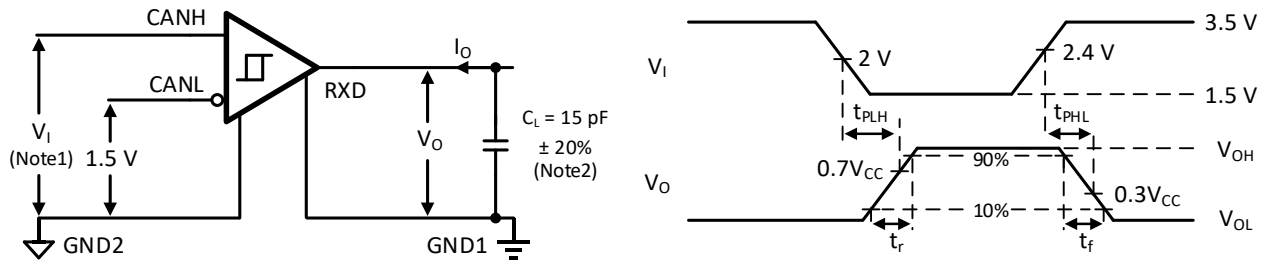 CANH
CANL
RXD
I_O
V_I
(Note1)
1.5 V
V_O
C_L = 15 pF
± 20%
(Note2)
GND2
GND1
V_I
2 V
2.4 V
3.5 V
1.5 V
t_PLH
t_PHL
V_O
0.7V_CC
90%
10%
0.3V_CC
V_OH
V_OL
t_r
t_f